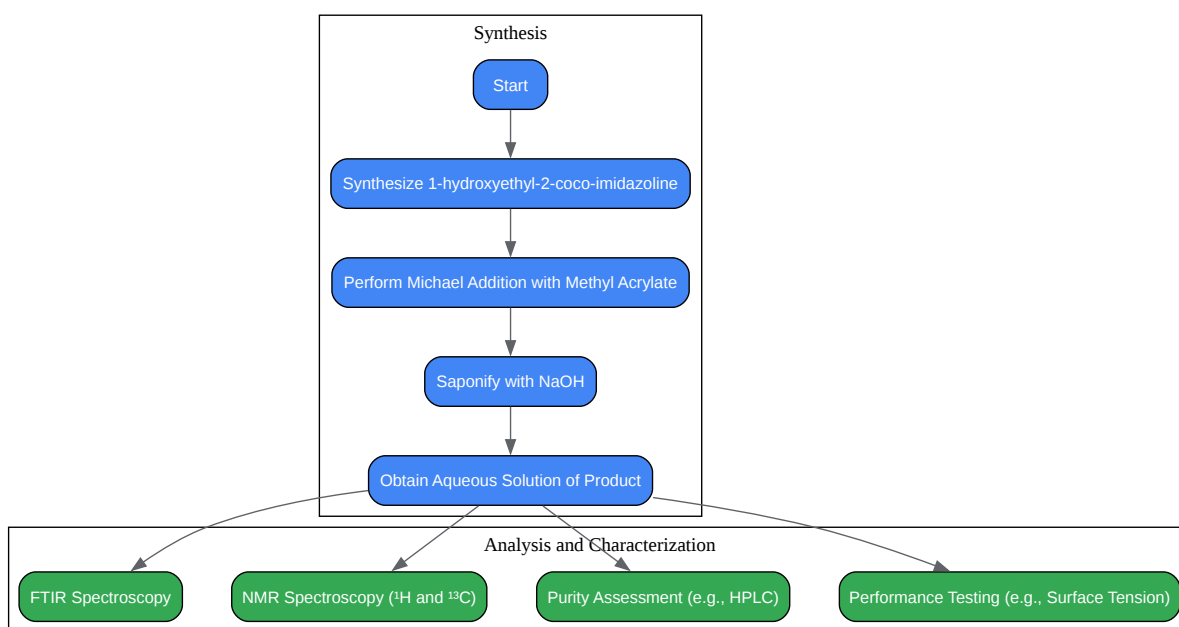 Synthesis
Start
Synthesize 1-hydroxyethyl-2-coco-imidazoline
Perform Michael Addition with Methyl Acrylate
Saponify with NaOH
Obtain Aqueous Solution of Product
Analysis and Characterization
FTIR Spectroscopy
NMR Spectroscopy (¹H and ¹³C)
Purity Assessment (e.g., HPLC)
Performance Testing (e.g., Surface Tension)